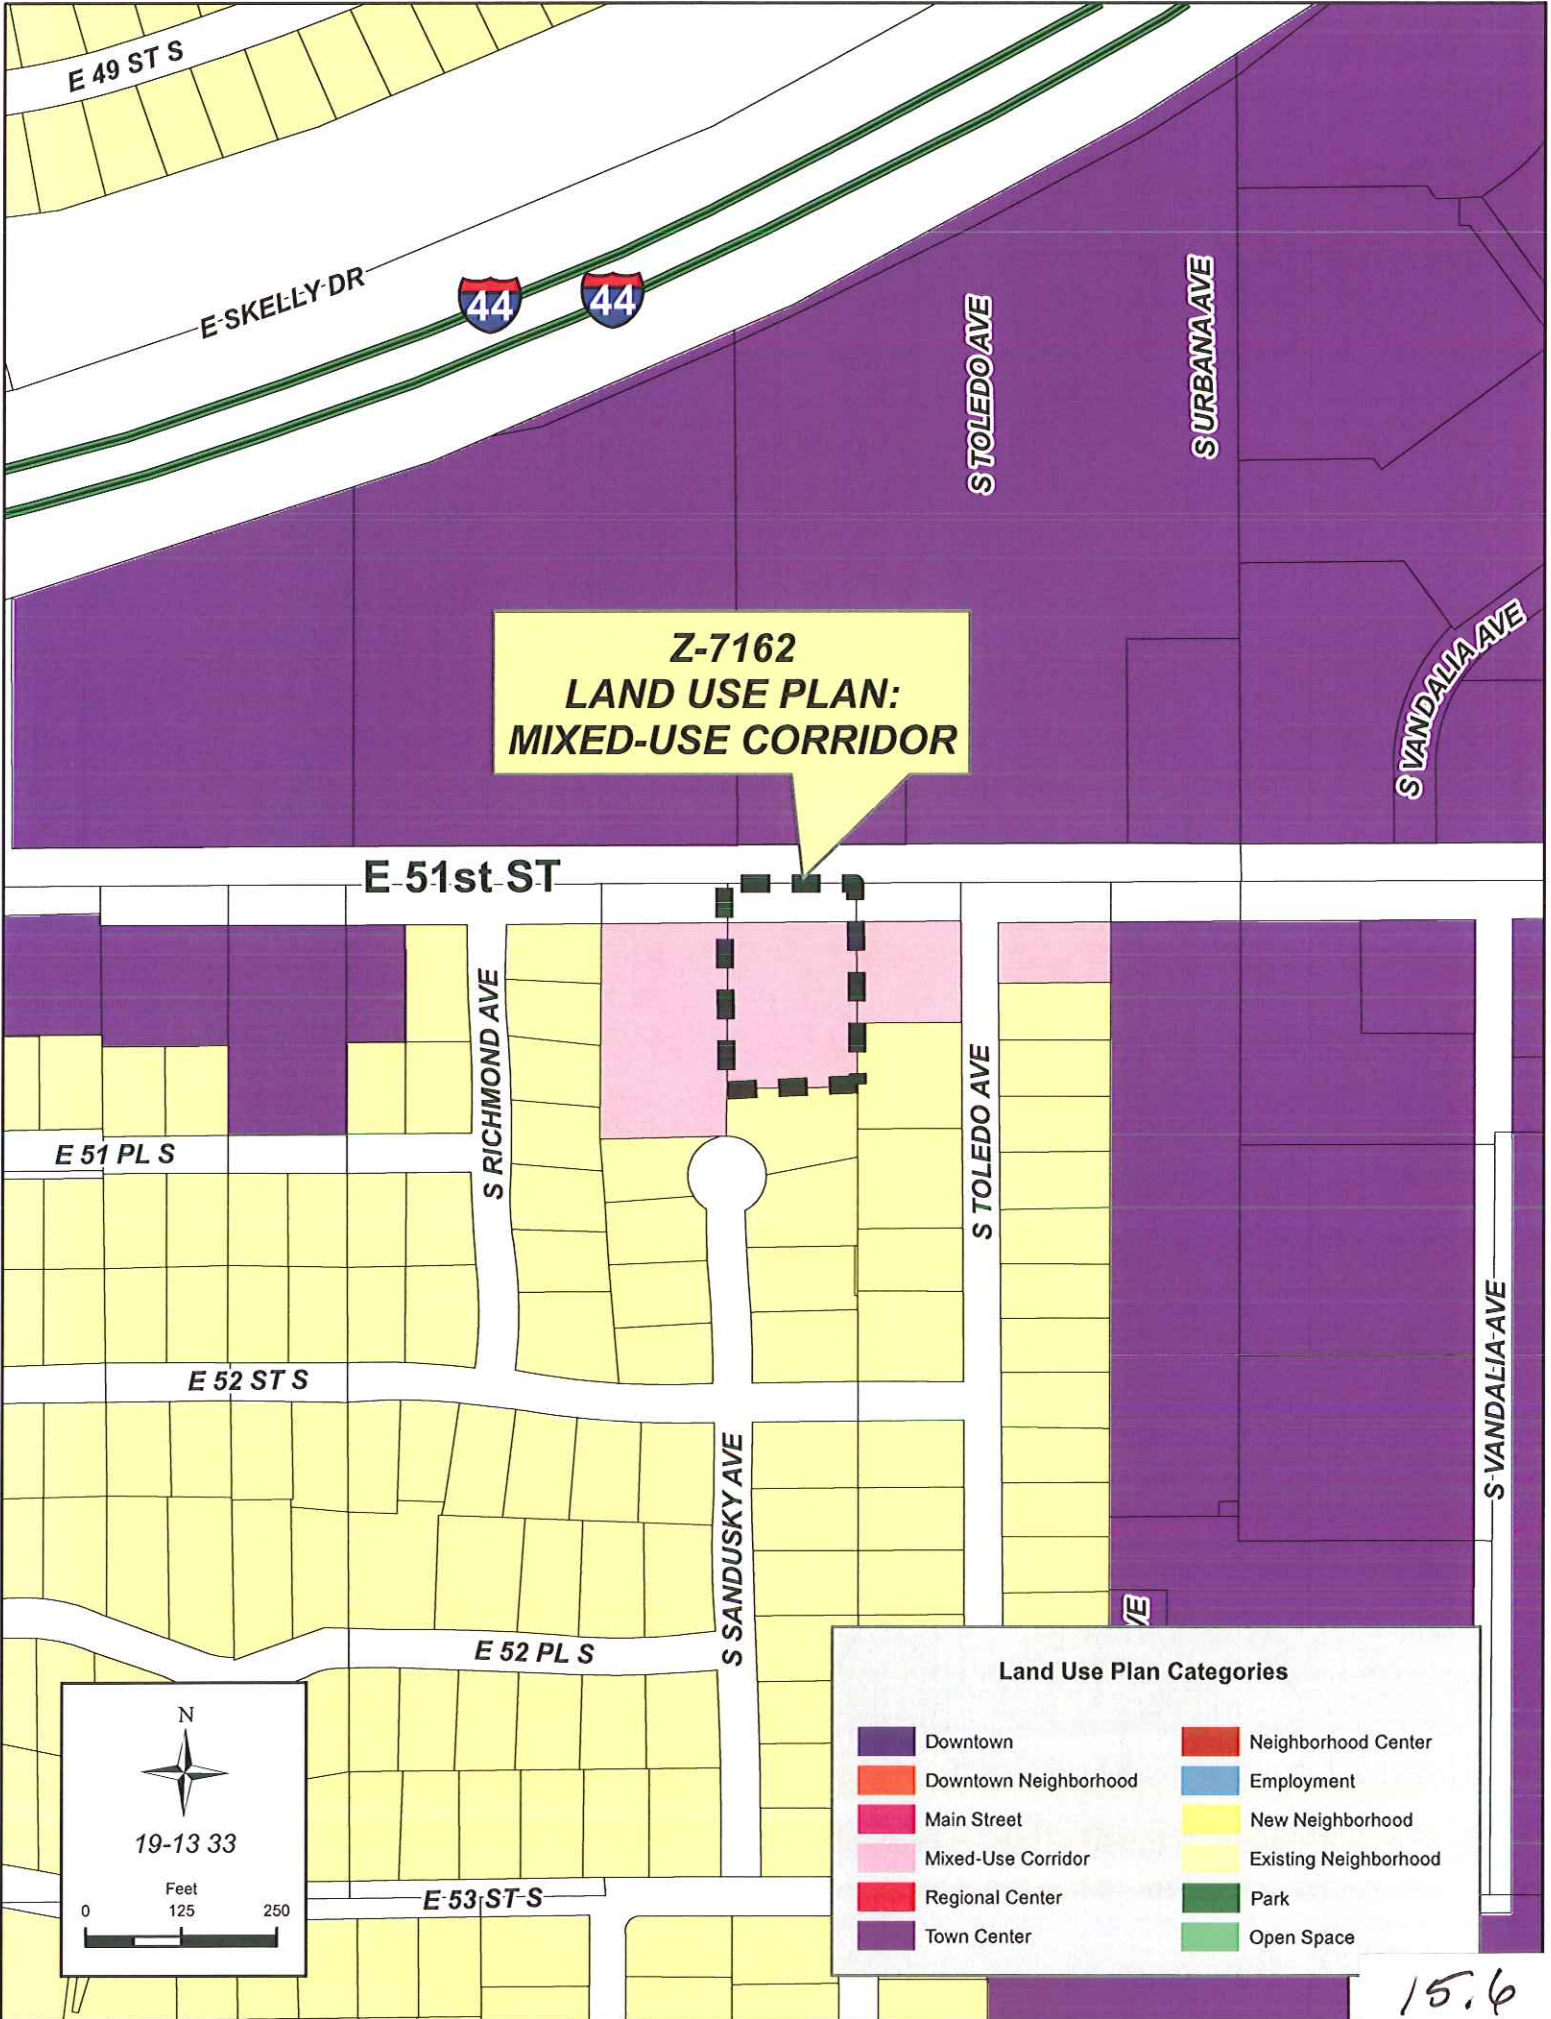 E 49 ST S
E SKELLY DR
44
44
S TOLEDO AVE
S URBANA AVE
Z-7162
LAND USE PLAN:
MIXED-USE CORRIDOR
S VANDALIA AVE
E 51st ST
S RICHMOND AVE
S TOLEDO AVE
E 51 PL S
E 52 ST S
S VANDALIA AVE
S SANDUSKY AVE
VE
E 52 PL S
Land Use Plan Categories
Downtown
Downtown Neighborhood
Main Street
Mixed-Use Corridor
Regional Center
Town Center
Neighborhood Center
Employment
New Neighborhood
Existing Neighborhood
Park
Open Space
N
19-13 33
Feet
0 125 250
E 53 ST S
15.6